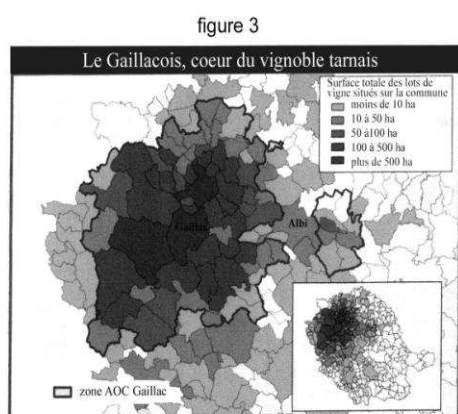 figure 3
Le Gaillacois, coeur du vignoble tarnais
Surface totale des lots de
vigne situés sur la commune
moins de 10 ha
10 à 50 ha
50 à100 ha
100 à 500 ha
plus de 500 ha
Gaillac
Albi
zone AOC Gaillac